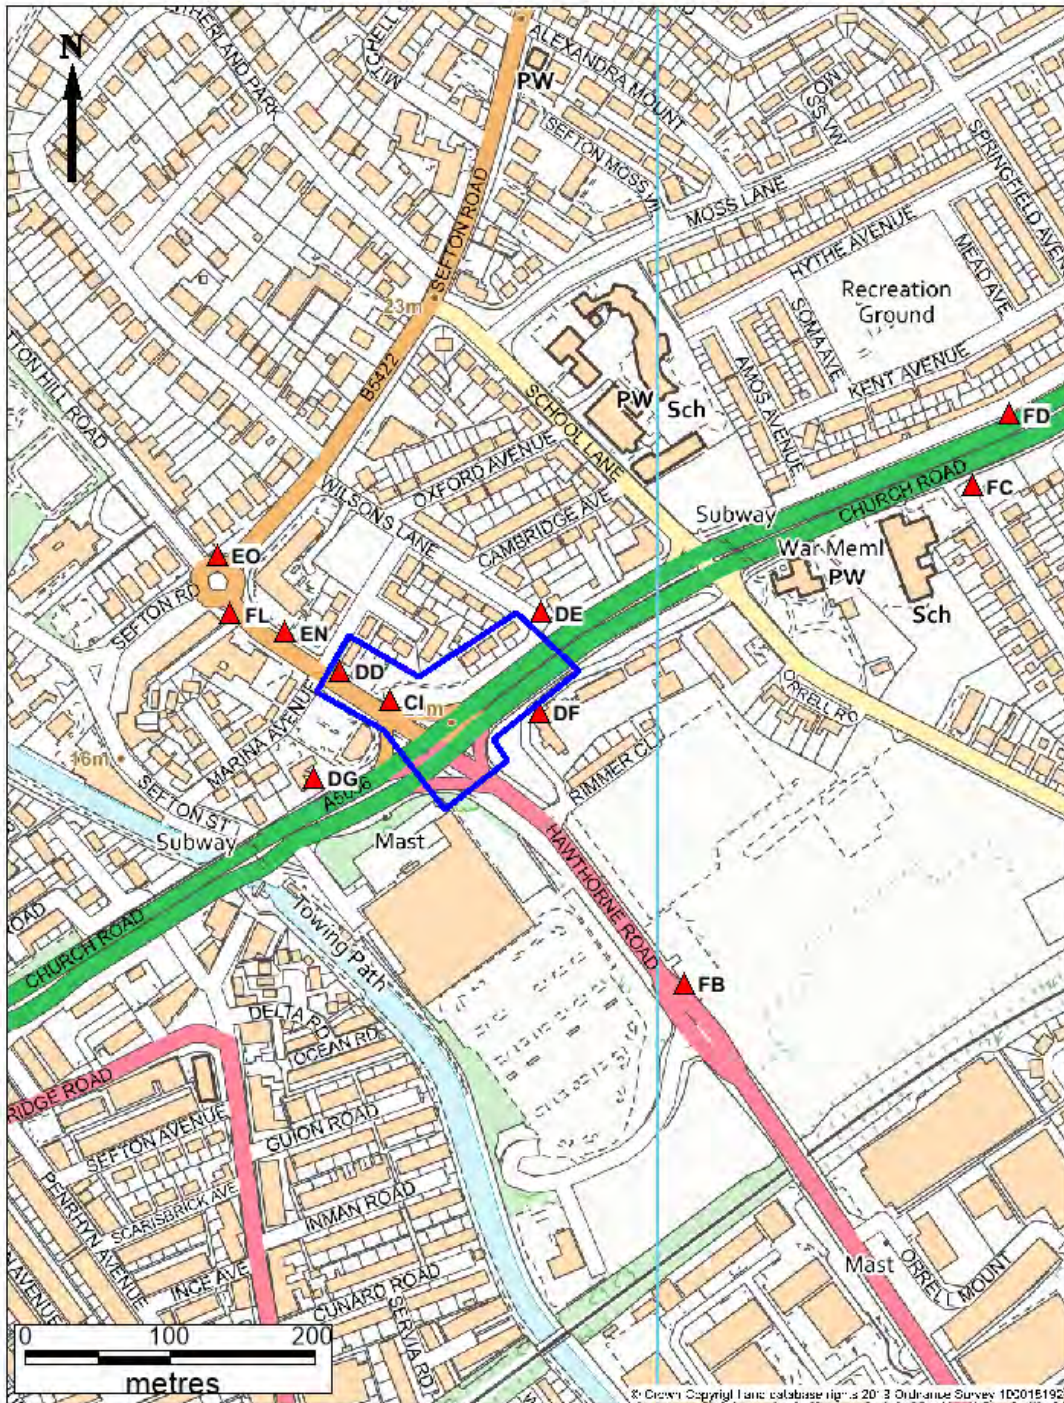 N
PW
ALEXANDRA MOUNT
SEFTON ROAD
MOSS LANE
SPRINGFIELD AVEN
HYTHE AVENUE
MEAD AVE
SOMA AVE
Recreation
Ground
23m
B5422
SCHOOL LANE
PW
Sch
AMOS AVENUE
KENT AVENUE
FD
FC
OXFORD AVENUE
WILSON'S LANE
CAMBRIDGE AVE
Subway
CHURCH ROAD
War Meml
PW
Sch
EO
SEFTON RD
FL
EN
DE
DD
CI
m
DF
ORRELL RD
MARINA AVENUE
16m
DG
A5036
RIMMER CL
SEFTON ST
Subway
Mast
HAWTHORNE ROAD
Towing Path
CHURCH ROAD
FB
DELTA RD
OCEAN RD
RIDGE ROAD
SEFTON AVENUE
GUION ROAD
SCARISBRICK AVE
PENRHYN AVENUE
INMAN ROAD
INCE AVE
CUNARD ROAD
SERVIA RD
Mast
ORRELL MOUNT
0 100 200
metres